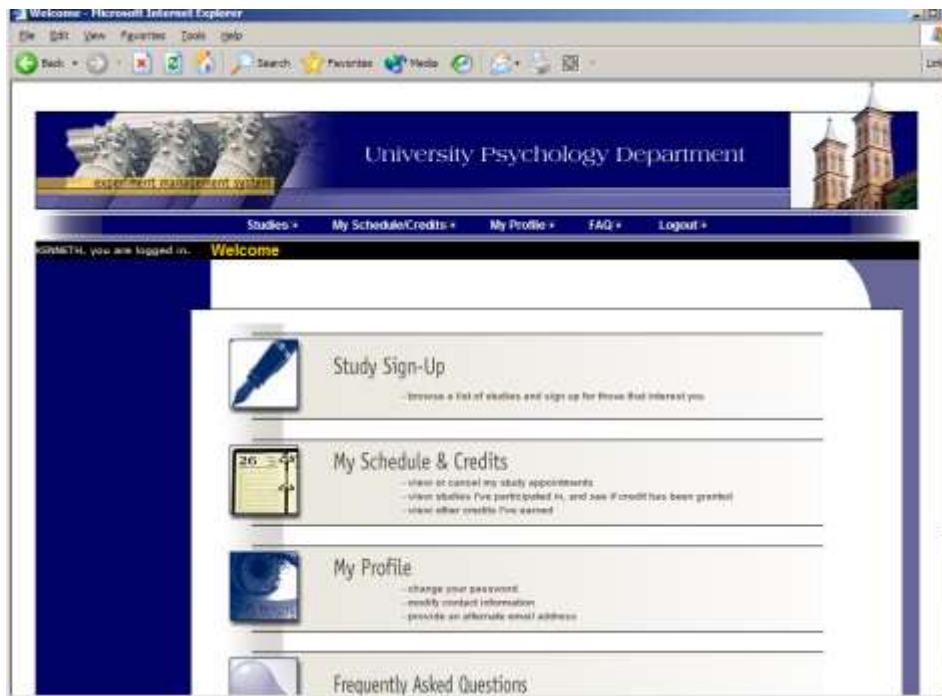 Welcome - Microsoft Internet Explorer
File Edit View Favorites Tools Help
Back Search Favorites Media
University Psychology Department
experiment management system
Studies My Schedule/Credits My Profile FAQ Logout
KENNETH, you are logged in. Welcome
Study Sign-Up
- browse a list of studies and sign up for those that interest you
26
My Schedule & Credits
- view or cancel my study appointments
- view studies I've participated in, and see if credit has been granted
- view other credits I've earned
My Profile
- change your password
- modify contact information
- provide an alternate email address
Frequently Asked Questions